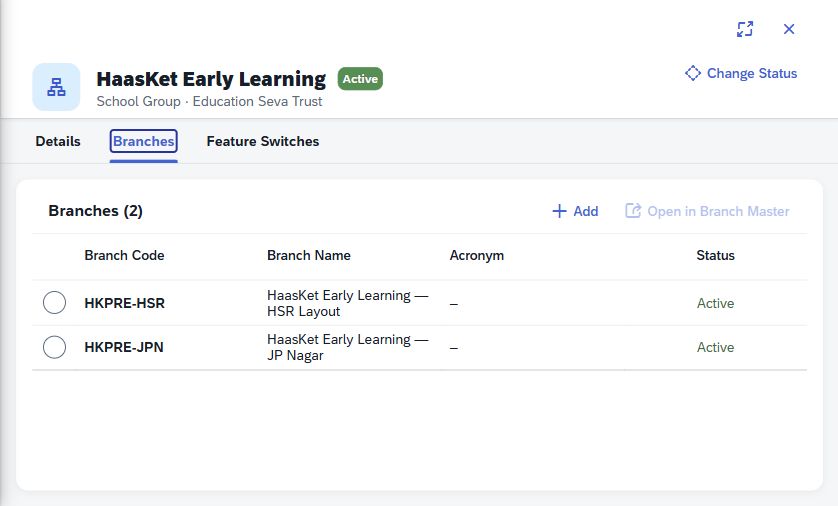 HaasKet Early Learning Active
School Group · Education Seva Trust
Change Status
Details Branches Feature Switches
Branches (2) Add Open in Branch Master
Branch Code Branch Name Acronym Status
HKPRE-HSR HaasKet Early Learning — – Active
HSR Layout
HKPRE-JPN HaasKet Early Learning — – Active
JP Nagar